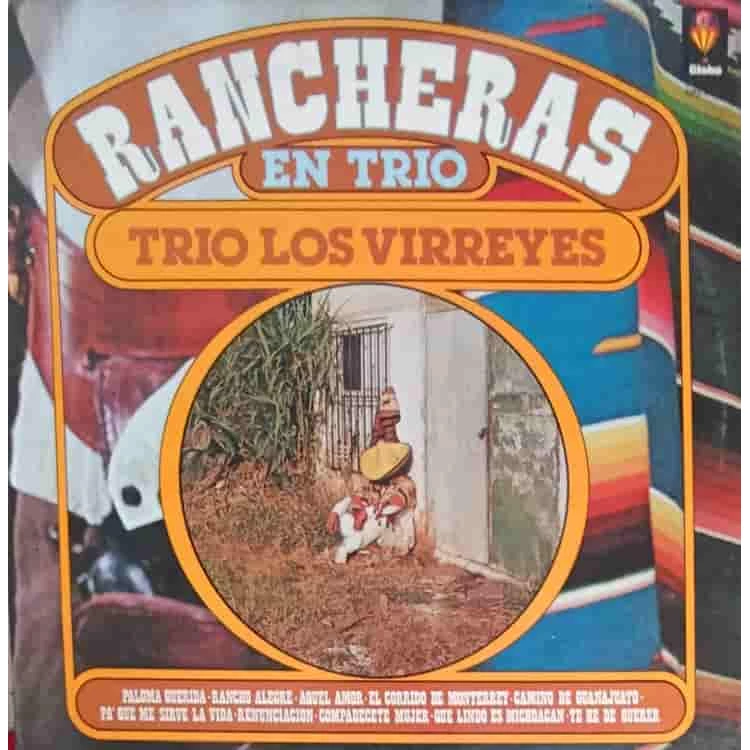 Globo
RANCHERAS
EN TRIO
TRIO LOS VIRREYES
PALOMA QUERIDA · RANCHO ALEGRE · AQUEL AMOR · EL CORRIDO DE MONTERREY · CAMINO DE GUANAJUATO ·
PA' QUE ME SIRVE LA VIDA · RENUNCIACION · COMPADECETE MUJER · QUE LINDO ES MICHOACAN · TE HE DE QUERER